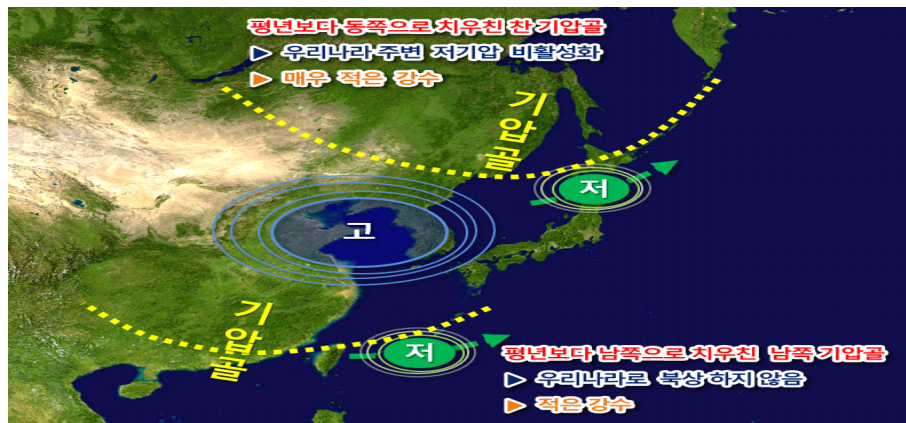 평년보다 동쪽으로 치우친 찬 기압골
▶ 우리나라 주변 저기압 비활성화
▶ 매우 적은 강수
기압골
저
고
기압골
저
평년보다 남쪽으로 치우친 남쪽 기압골
▶ 우리나라로 북상 하지 않음
▶ 적은 강수